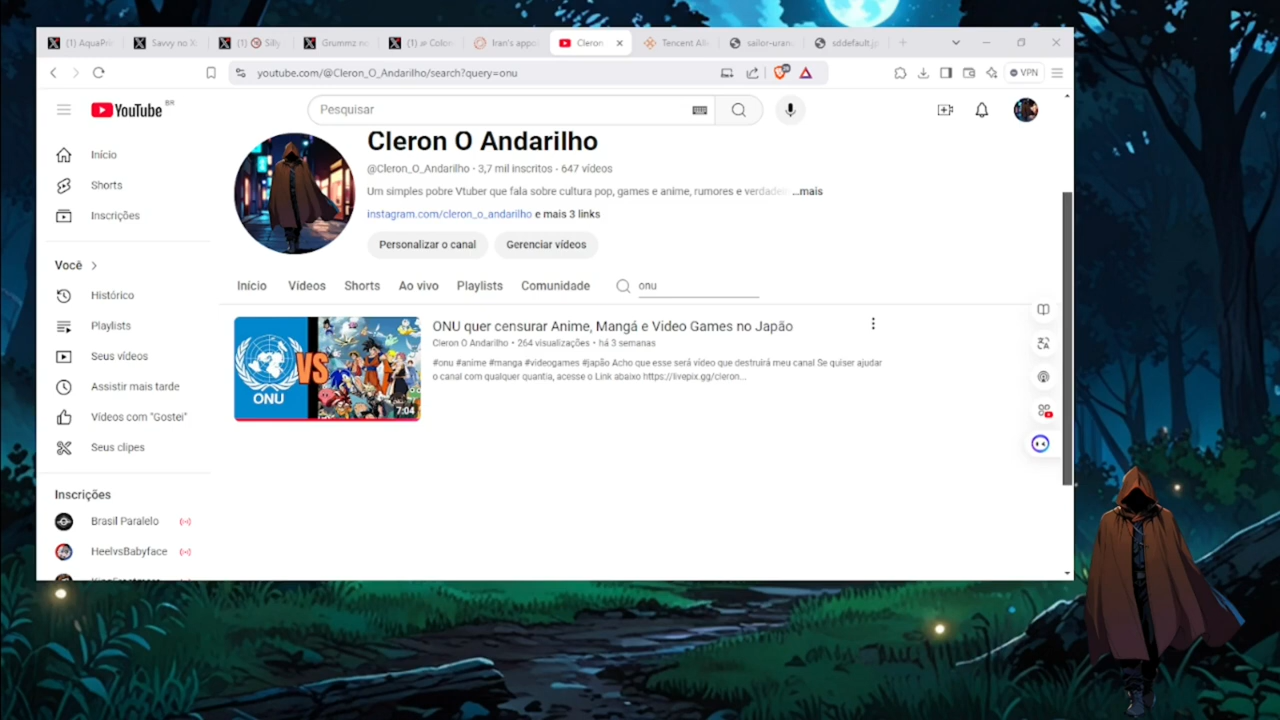 (1) AquaPri
Savvy no X
(1) Silly
Grummz no
(1) Colom
Iran's appo
Cleron
Tencent Alle
sailor-uran
sddefault.jp
youtube.com/@Cleron_O_Andarilho/search?query=onu
VPN
YouTube BR
Pesquisar
Início
Shorts
Inscrições
Você
Histórico
Playlists
Seus vídeos
Assistir mais tarde
Vídeos com "Gostei"
Seus clipes
Inscrições
Brasil Paralelo
HeelvsBabyface
Cleron O Andarilho
@Cleron_O_Andarilho · 3,7 mil inscritos · 647 vídeos
Um simples pobre Vtuber que fala sobre cultura pop, games e anime, rumores e verdade ...mais
instagram.com/cleron_o_andarilho e mais 3 links
Personalizar o canal
Gerenciar vídeos
Início Vídeos Shorts Ao vivo Playlists Comunidade onu
VS
ONU
7:04
ONU quer censurar Anime, Mangá e Video Games no Japão
Cleron O Andarilho • 264 visualizações • há 3 semanas
#onu #anime #manga #videogames #japão Acho que esse será vídeo que destruirá meu canal Se quiser ajudar
o canal com qualquer quantia, acesse o Link abaixo https://livepix.gg/cleron...